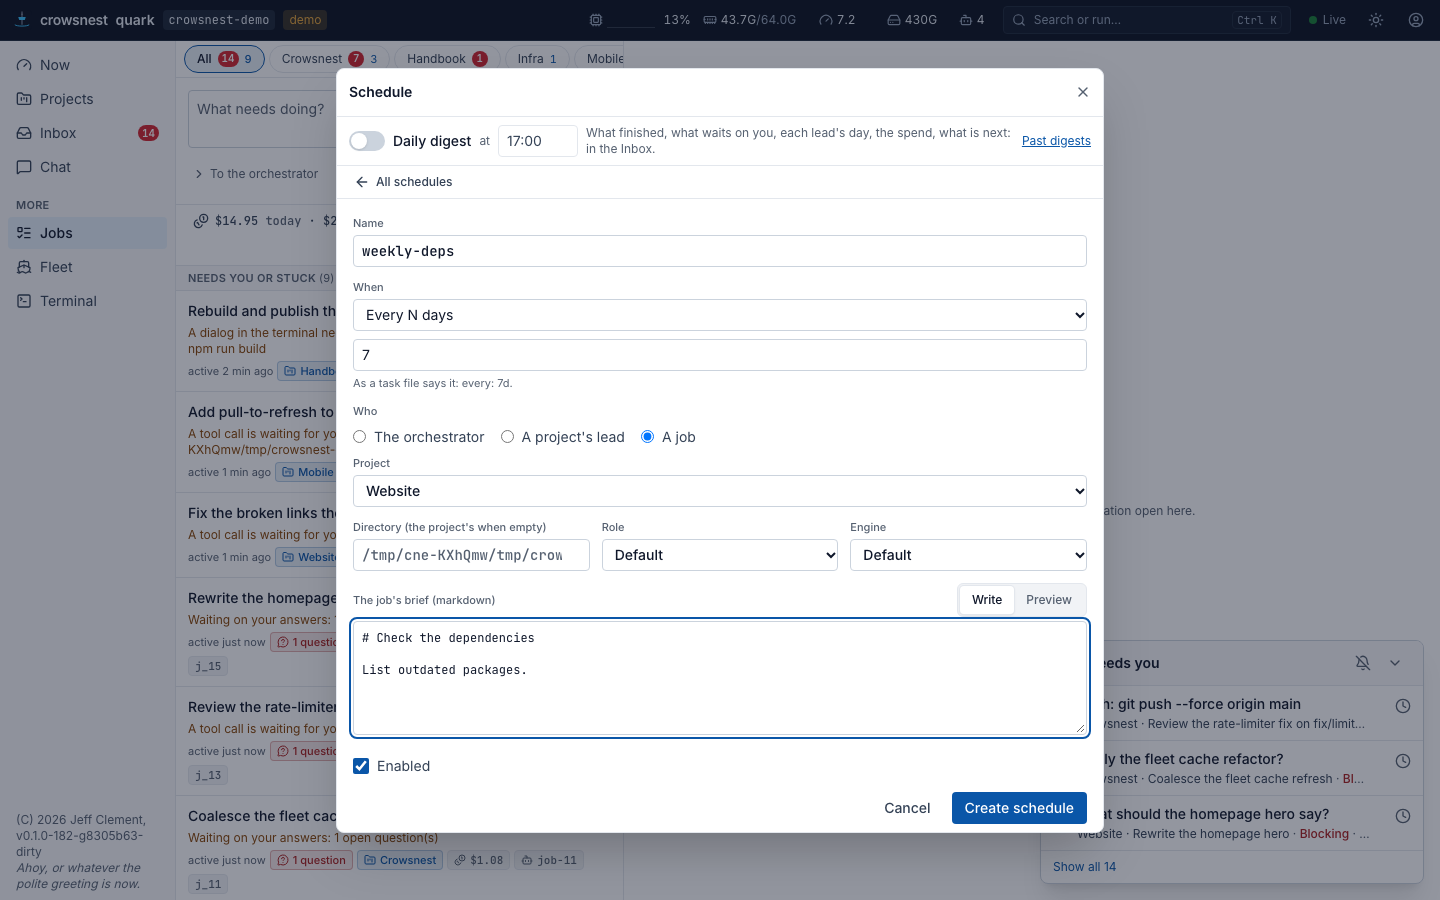 crowsnest quark crowsnest-demo demo
13% 43.7G/64.0G 7.2 430G 4 Search or run... Ctrl K Live
Now
Projects
Inbox 14
Chat
MORE
Jobs
Fleet
Terminal
(C) 2026 Jeff Clement,
v0.1.0-182-g8305b63-
dirty
Ahoy, or whatever the
polite greeting is now.
All 14 9 Crowsnest 7 3 Handbook 1 Infra 1 Mobile
What needs doing?
To the orchestrator
$14.95 today · $2
NEEDS YOU OR STUCK (9)
Rebuild and publish th
A dialog in the terminal ne
npm run build
active 2 min ago Handb
Add pull-to-refresh to
A tool call is waiting for yo
KXhQmw/tmp/crowsnest-
active 1 min ago Mobile
Fix the broken links th
A tool call is waiting for yo
active 1 min ago Website
Rewrite the homepage
Waiting on your answers:
active just now 1 question
j_15
Review the rate-limiter
A tool call is waiting for yo
active just now 1 questio
j_13
Coalesce the fleet cac
Waiting on your answers: 1 open question(s)
active just now 1 question Crowsnest $1.08 job-11
j_11
Schedule
Daily digest at 17:00 What finished, what waits on you, each lead's day, the spend, what is next:
in the Inbox.
Past digests
All schedules
Name
weekly-deps
When
Every N days
7
As a task file says it: every: 7d.
Who
The orchestrator A project's lead A job
Project
Website
Directory (the project's when empty) Role Engine
/tmp/cne-KXhQmw/tmp/crow Default Default
The job's brief (markdown) Write Preview
# Check the dependencies
List outdated packages.
Enabled
Cancel Create schedule
ation open here.
eeds you
h: git push --force origin main
wsnest · Review the rate-limiter fix on fix/limit...
ly the fleet cache refactor?
wsnest · Coalesce the fleet cache refresh · Bl...
at should the homepage hero say?
Website · Rewrite the homepage hero · Blocking · ...
Show all 14